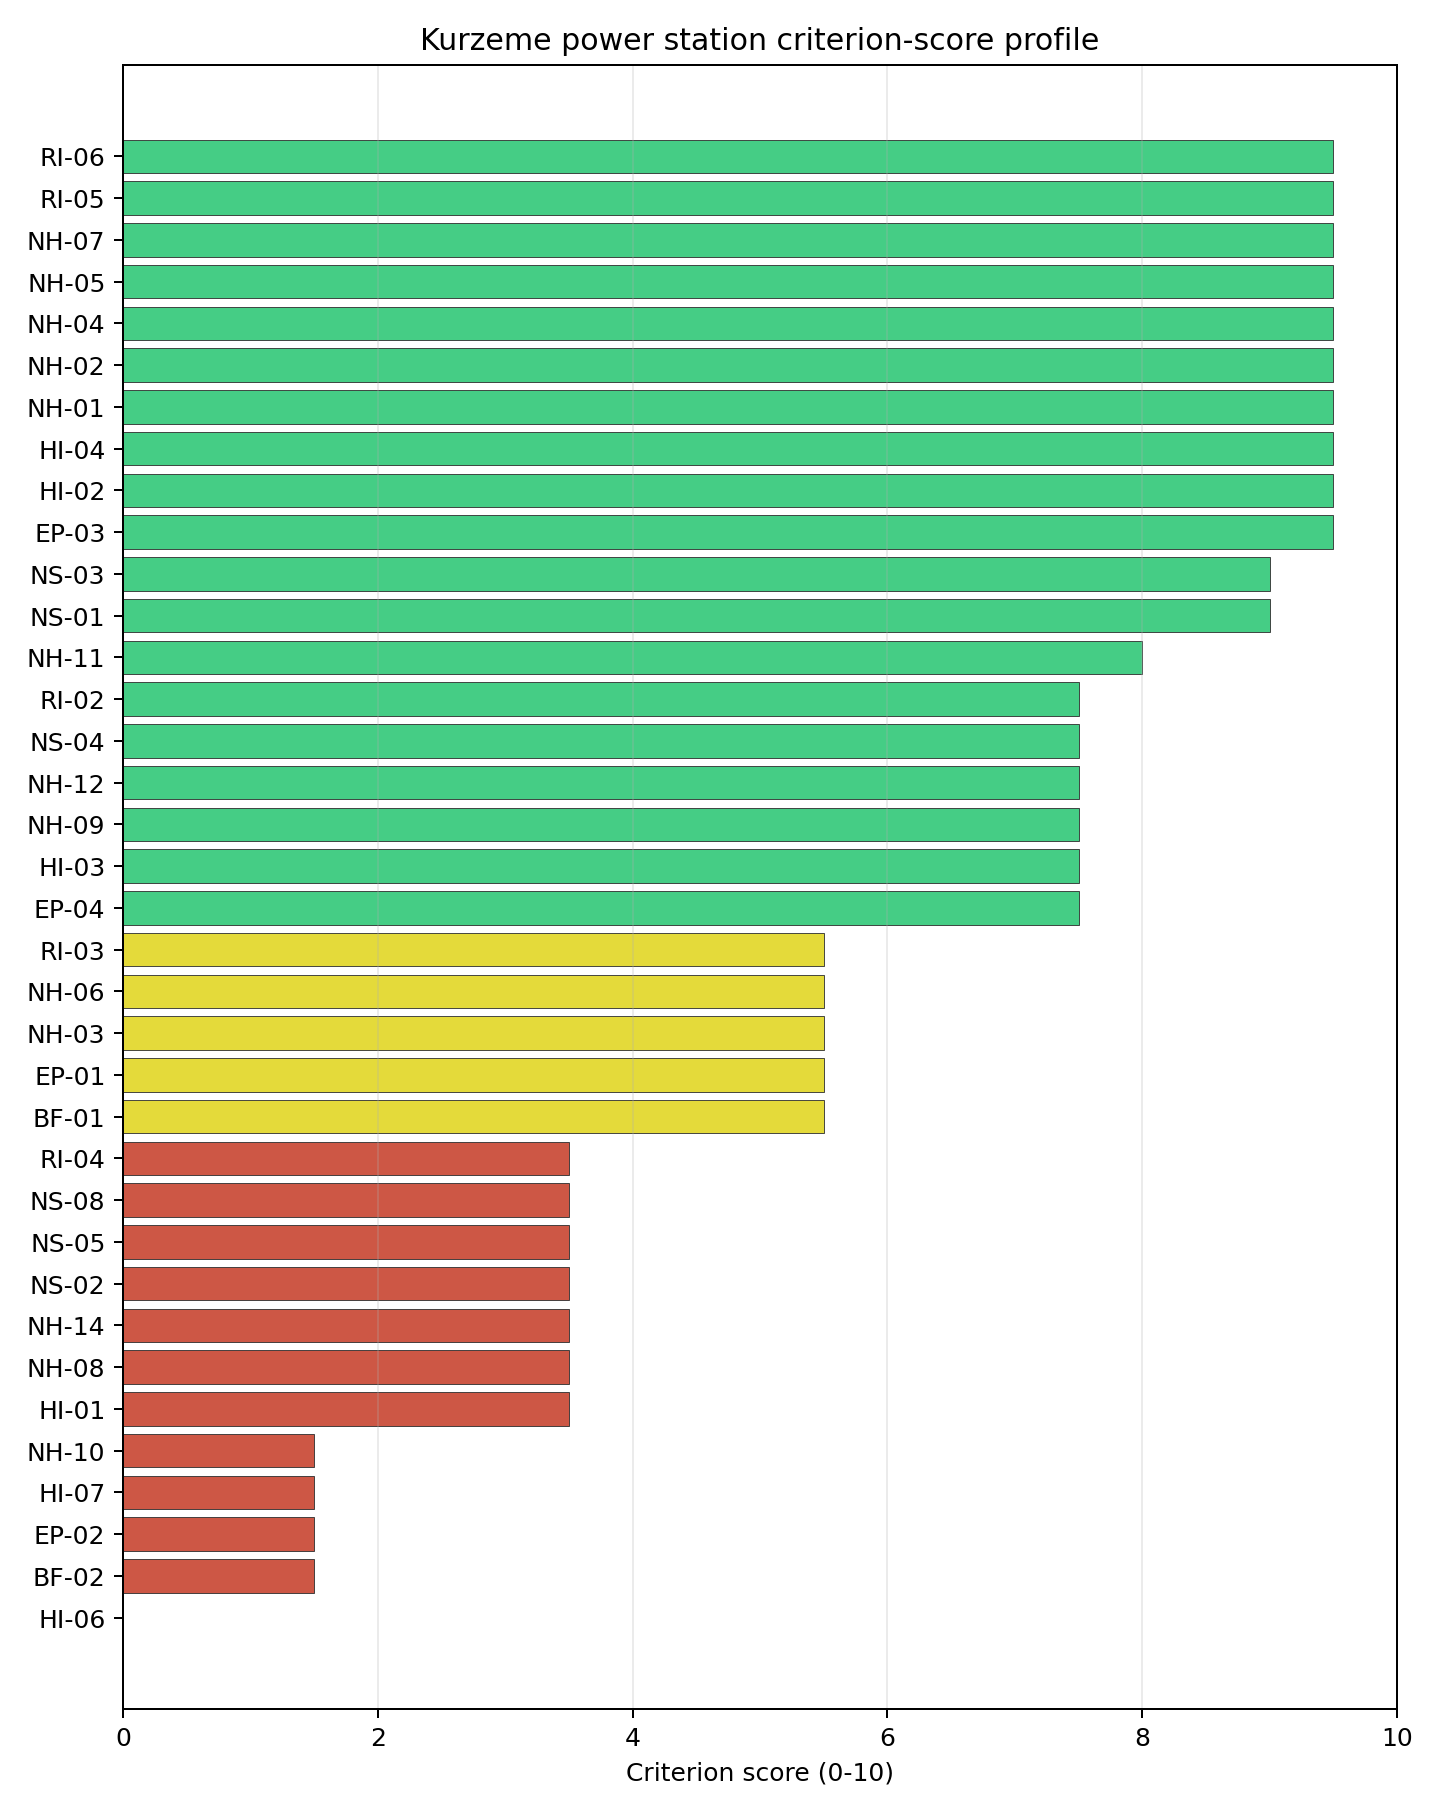 Kurzeme power station criterion-score profile
RI-06
RI-05
NH-07
NH-05
NH-04
NH-02
NH-01
HI-04
HI-02
EP-03
NS-03
NS-01
NH-11
RI-02
NS-04
NH-12
NH-09
HI-03
EP-04
RI-03
NH-06
NH-03
EP-01
BF-01
RI-04
NS-08
NS-05
NS-02
NH-14
NH-08
HI-01
NH-10
HI-07
EP-02
BF-02
HI-06
0 2 4 6 8 10
Criterion score (0-10)